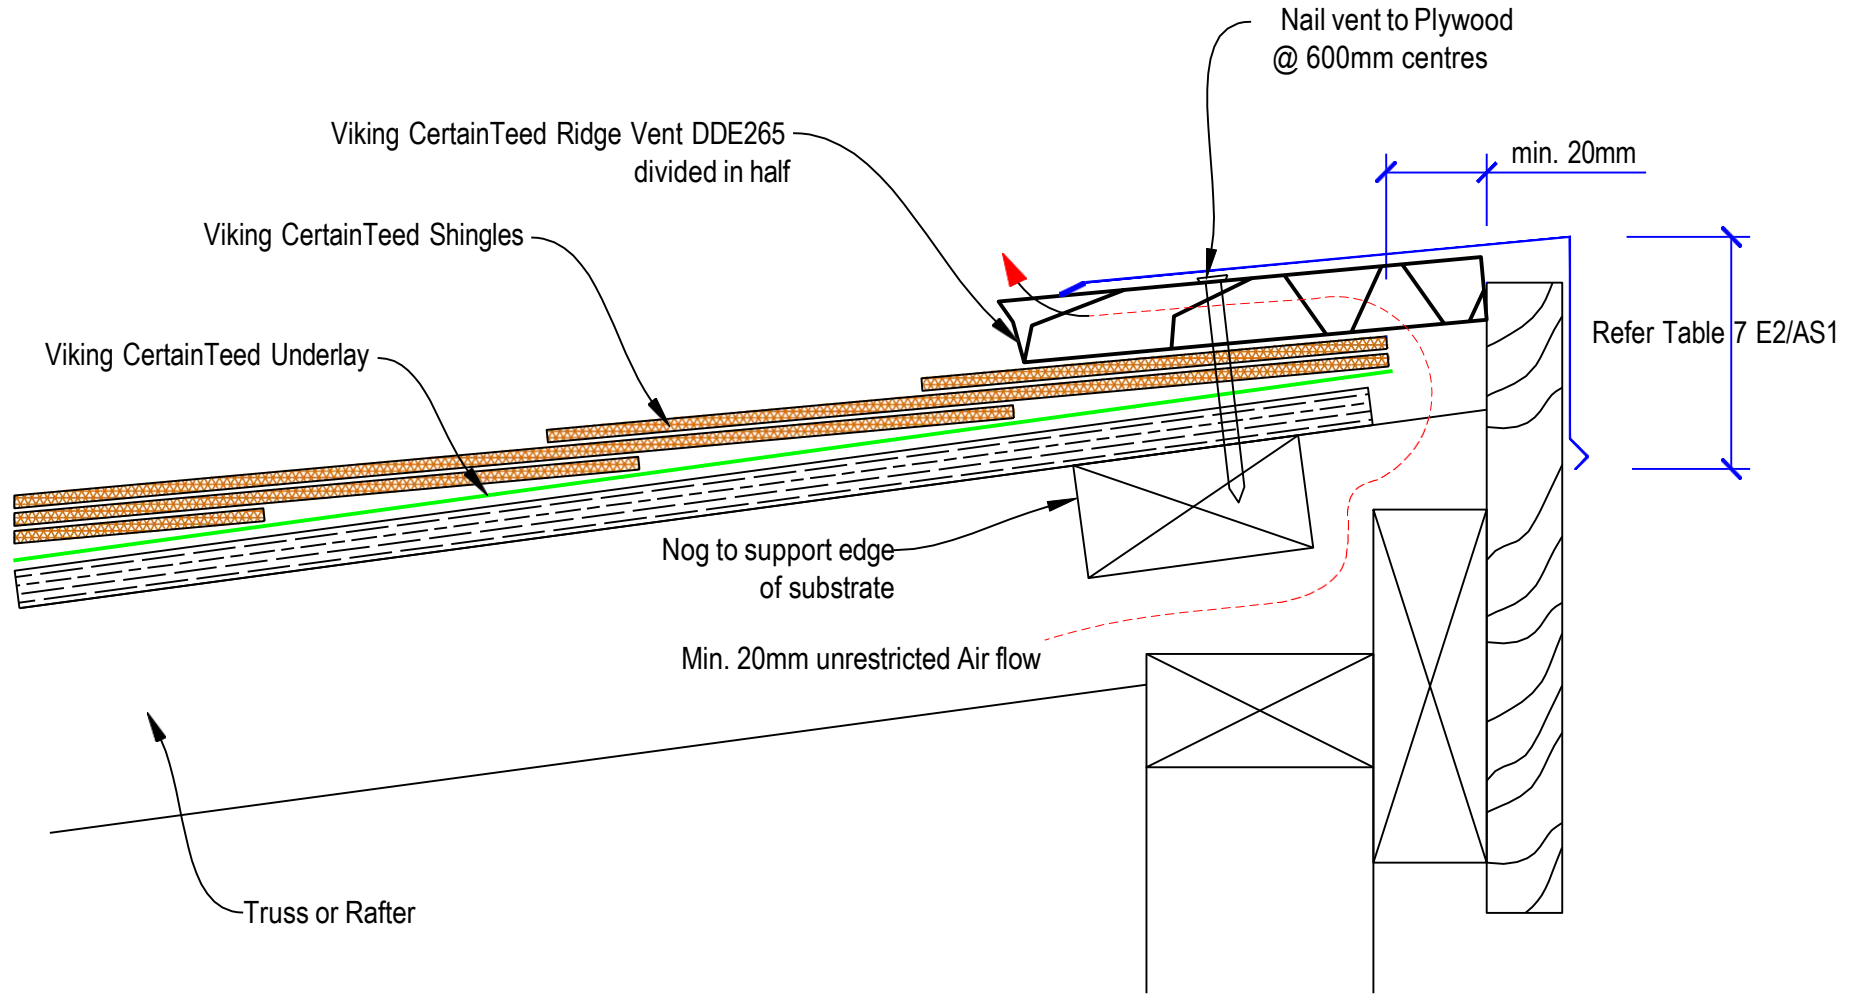 Nail vent to Plywood
@ 600mm centres
Viking CertainTeed Ridge Vent DDE265
divided in half
min. 20mm
Viking CertainTeed Shingles
Refer Table 7 E2/AS1
Viking CertainTeed Underlay
Nog to support edge
of substrate
Min. 20mm unrestricted Air flow
Truss or Rafter